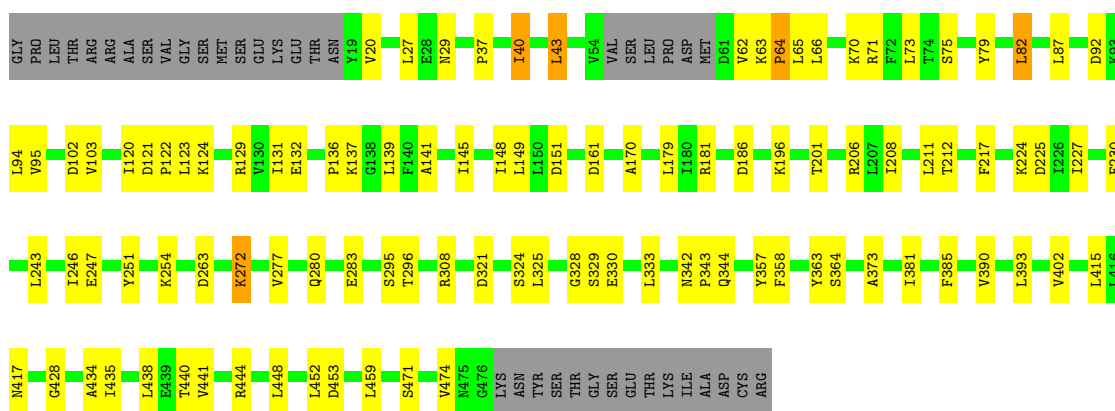 GLY PRO LEU THR ARG ARG ALA SER VAL GLY SER MET SER GLU LYS GLU THR ASN Y19 V20 L27 E28 N29 P37 I40 L43 V54 VAL SER LEU PRO ASP MET D61 V62 K63 P64 L65 L66 K70 R71 F72 L73 T74 S75 Y79 L82 L87 D92 K93
L94 V95 D102 V103 I120 D121 P122 L123 K124 R129 V130 I131 E132 P136 K137 G138 L139 F140 A141 I145 I148 L149 L150 D151 D161 A170 L179 I180 R181 D186 K196 T201 R206 L207 I208 L211 T212 F217 K224 D225 I226 I227
L243 I246 E247 Y251 K254 D263 K272 V277 Q280 E283 S295 T296 R308 D321 S324 L325 G328 S329 E330 L333 N342 P343 Q344 Y357 F358 Y363 S364 A373 I381 F385 V390 L393 V402 L415 L416
N417 G428 A434 I435 L438 E439 T440 V441 R444 L448 L452 D453 L459 S471 V474 N475 G476 LYS ASN TYR SER THR GLY SER GLU THR LYS ILE ALA ASP CYS ARG